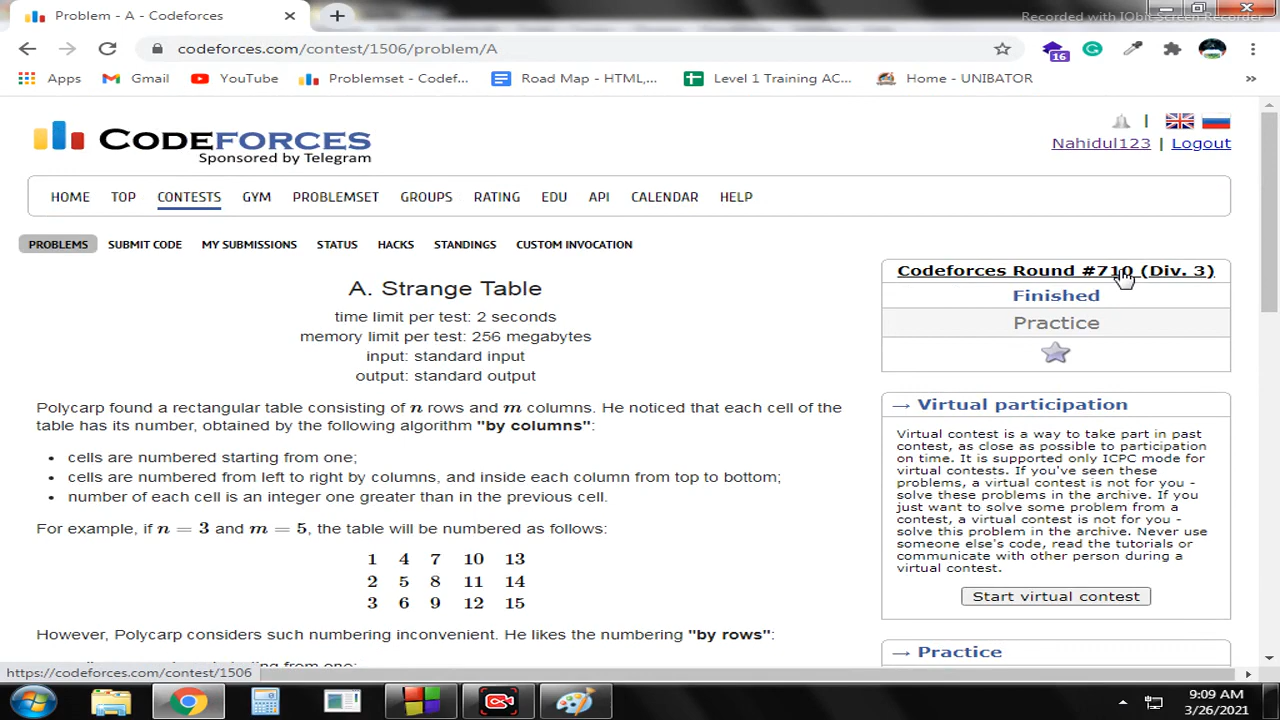 Problem - A - Codeforces
Recorded with IObit Screen Recorder
codeforces.com/contest/1506/problem/A
16
Apps Gmail YouTube Problemset - Codef... Road Map - HTML,... Level 1 Training AC... Home - UNIBATOR »
CODEFORCES
Sponsored by Telegram
Nahidul123 | Logout
HOME TOP CONTESTS GYM PROBLEMSET GROUPS RATING EDU API CALENDAR HELP
PROBLEMS SUBMIT CODE MY SUBMISSIONS STATUS HACKS STANDINGS CUSTOM INVOCATION
A. Strange Table
time limit per test: 2 seconds
memory limit per test: 256 megabytes
input: standard input
output: standard output
Polycarp found a rectangular table consisting of n rows and m columns. He noticed that each cell of the
table has its number, obtained by the following algorithm "by columns":
• cells are numbered starting from one;
• cells are numbered from left to right by columns, and inside each column from top to bottom;
• number of each cell is an integer one greater than in the previous cell.
For example, if n = 3 and m = 5, the table will be numbered as follows:
1 4 7 10 13
2 5 8 11 14
3 6 9 12 15
However, Polycarp considers such numbering inconvenient. He likes the numbering "by rows":
Codeforces Round #710 (Div. 3)
Finished
Practice
→ Virtual participation
Virtual contest is a way to take part in past
contest, as close as possible to participation
on time. It is supported only ICPC mode for
virtual contests. If you've seen these
problems, a virtual contest is not for you -
solve these problems in the archive. If you
just want to solve some problem from a
contest, a virtual contest is not for you -
solve this problem in the archive. Never use
someone else's code, read the tutorials or
communicate with other person during a
virtual contest.
Start virtual contest
→ Practice
https://codeforces.com/contest/1506
9:09 AM
3/26/2021